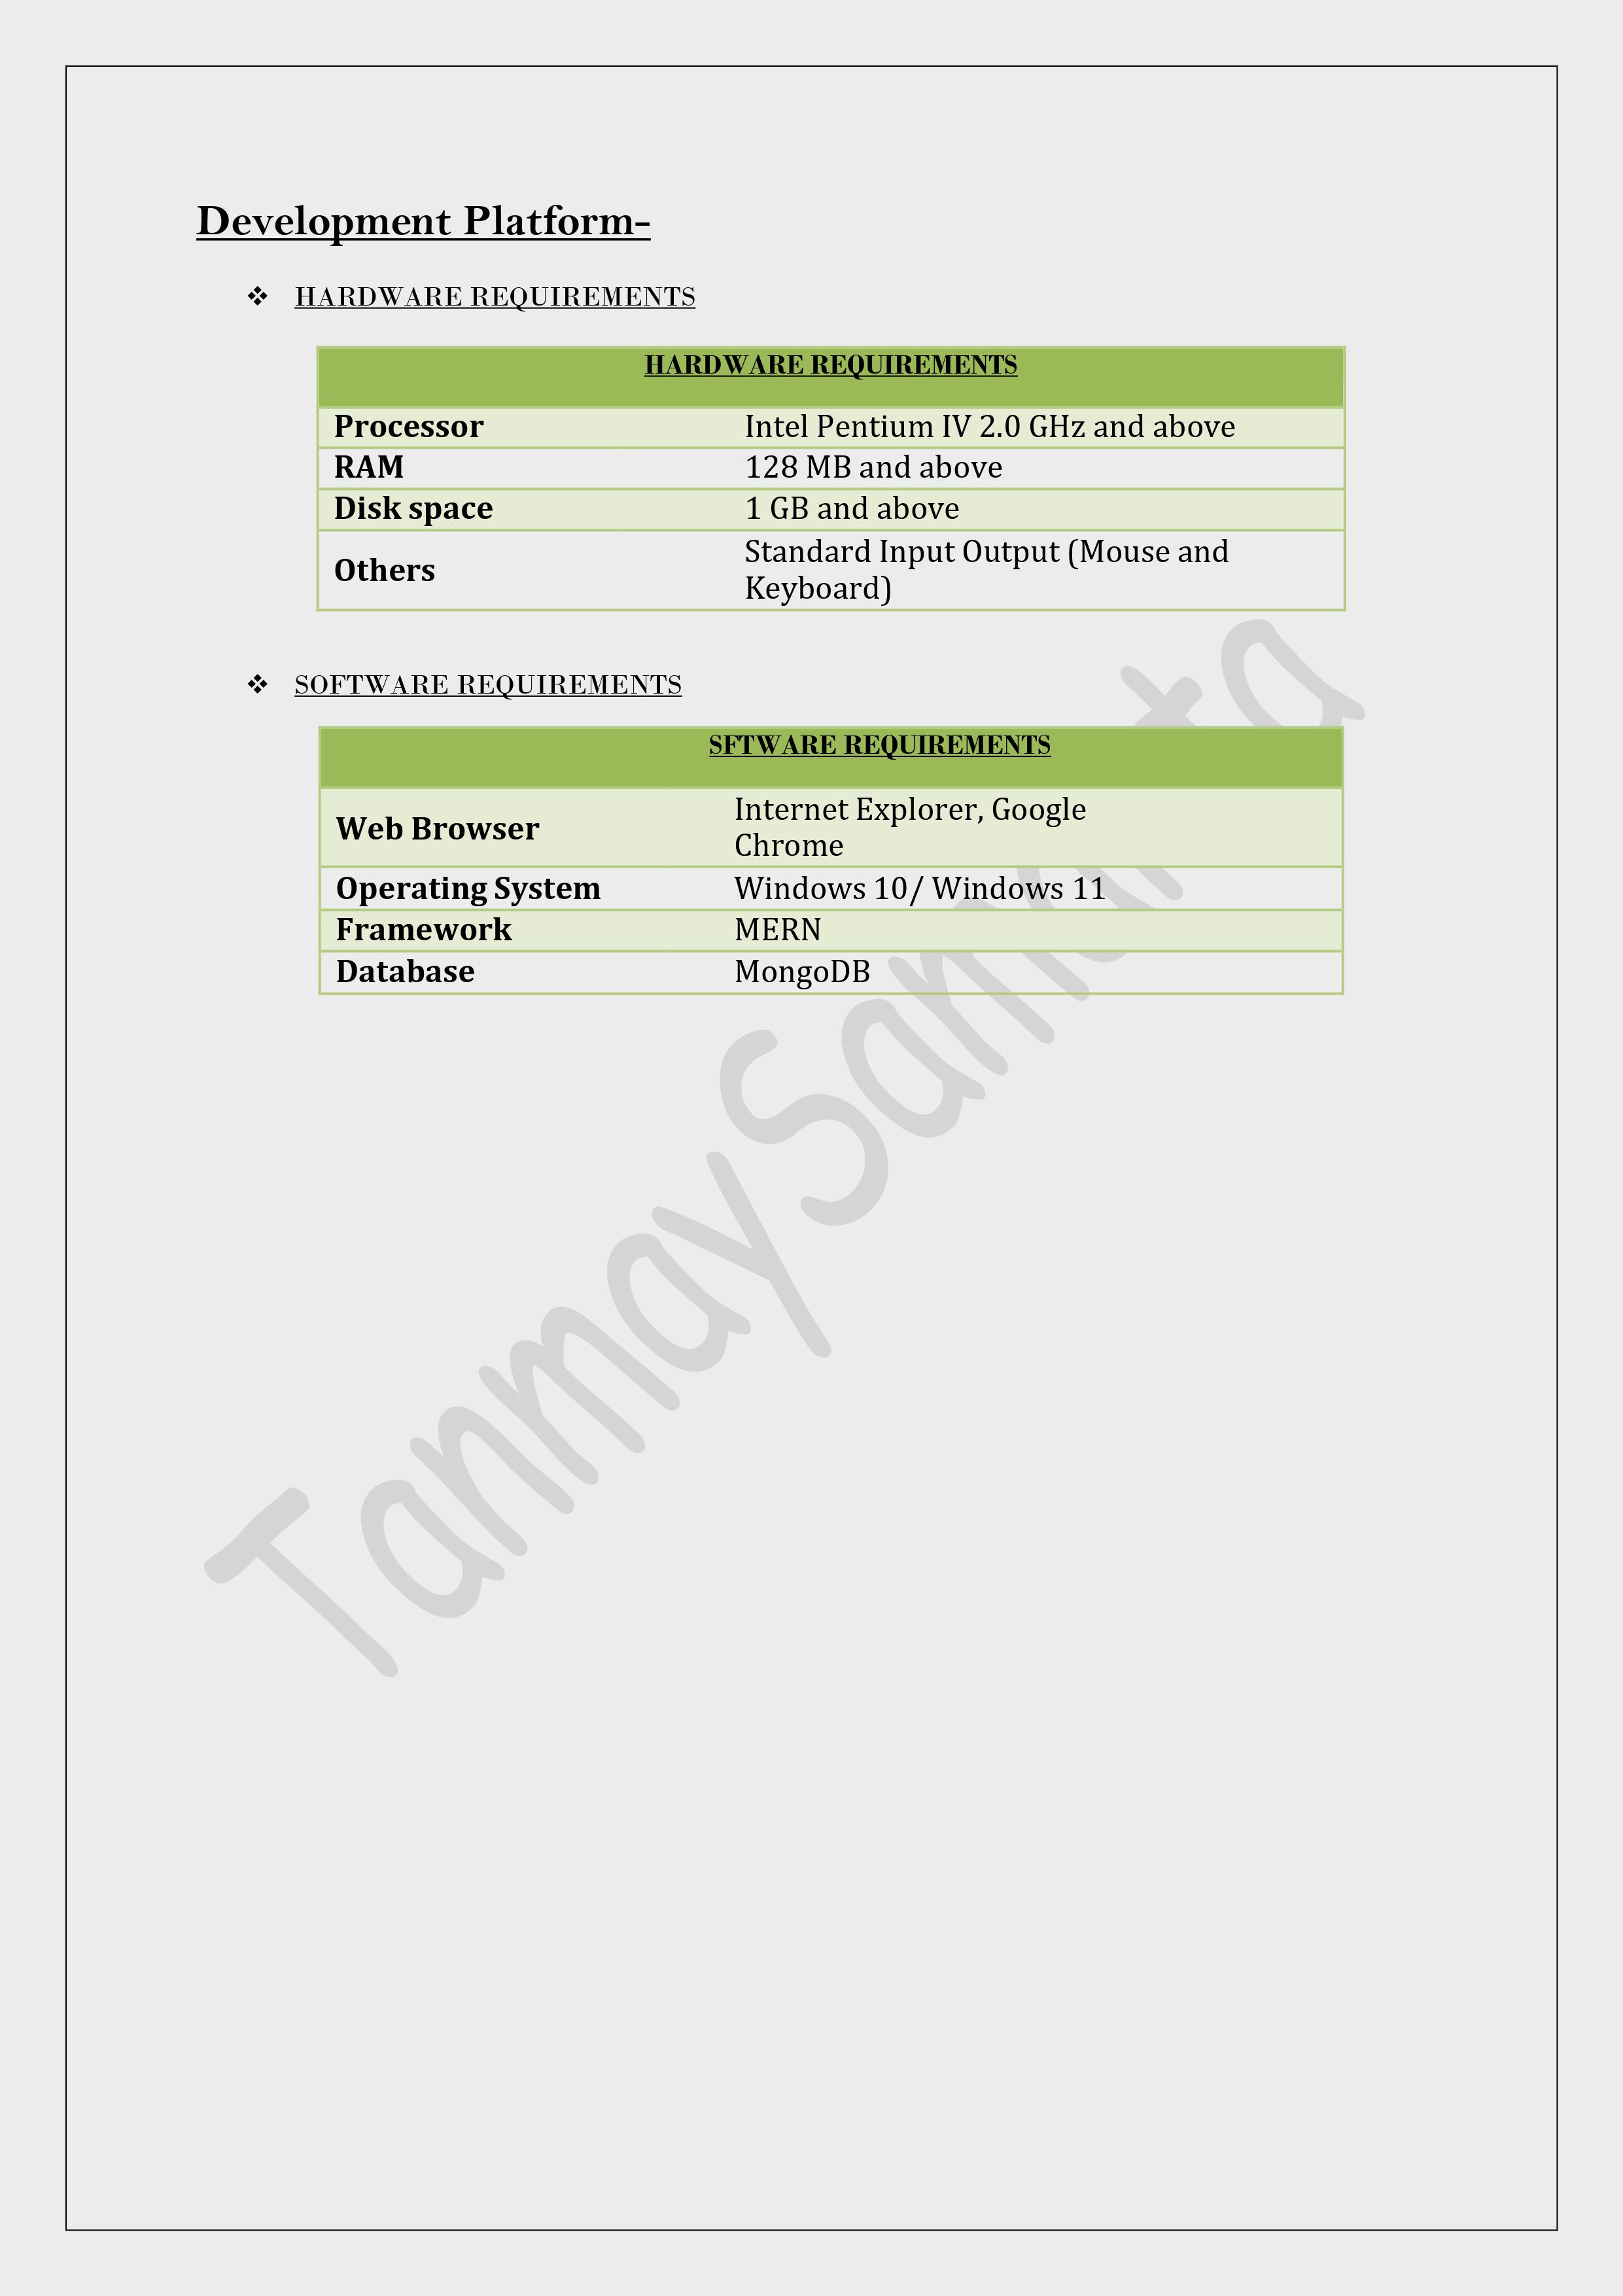 Development Platform-
❖ HARDWARE REQUIREMENTS
HARDWARE REQUIREMENTS
Processor Intel Pentium IV 2.0 GHz and above
RAM 128 MB and above
Disk space 1 GB and above
Others Standard Input Output (Mouse and
Keyboard)
❖ SOFTWARE REQUIREMENTS
SFTWARE REQUIREMENTS
Web Browser Internet Explorer, Google
Chrome
Operating System Windows 10/ Windows 11
Framework MERN
Database MongoDB